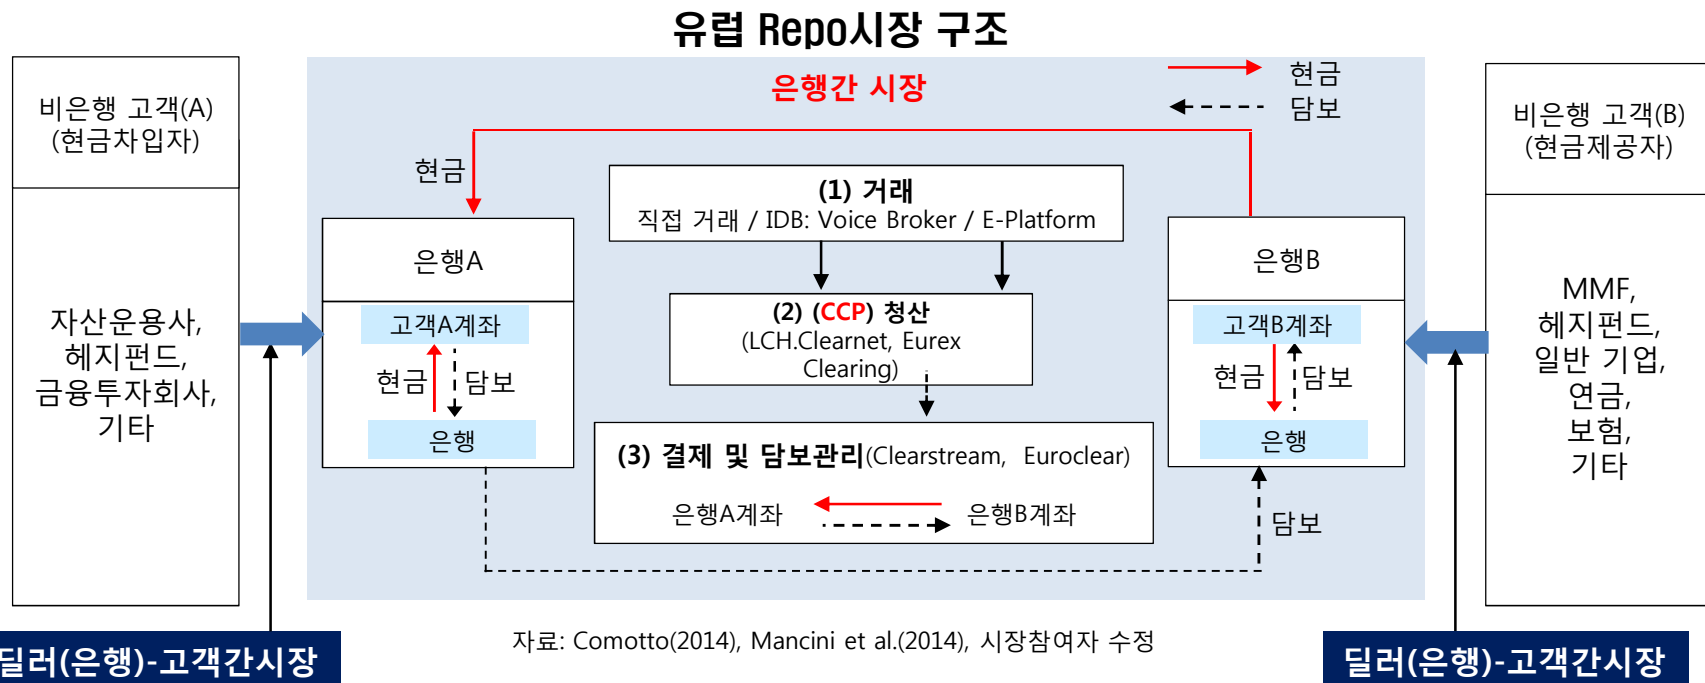 유럽 Repo시장 구조
은행간 시장
현금
담보
비은행 고객(A)
(현금차입자)
자산운용사,
헤지펀드,
금융투자회사,
기타
현금
은행A
고객A계좌
현금
담보
은행
(1) 거래
직접 거래 / IDB: Voice Broker / E-Platform
(2) (CCP) 청산
(LCH.Clearnet, Eurex
Clearing)
(3) 결제 및 담보관리(Clearstream, Euroclear)
은행A계좌
은행B계좌
은행B
고객B계좌
현금
담보
은행
담보
비은행 고객(B)
(현금제공자)
MMF,
헤지펀드,
일반 기업,
연금,
보험,
기타
딜러(은행)-고객간시장
자료: Comotto(2014), Mancini et al.(2014), 시장참여자 수정
딜러(은행)-고객간시장